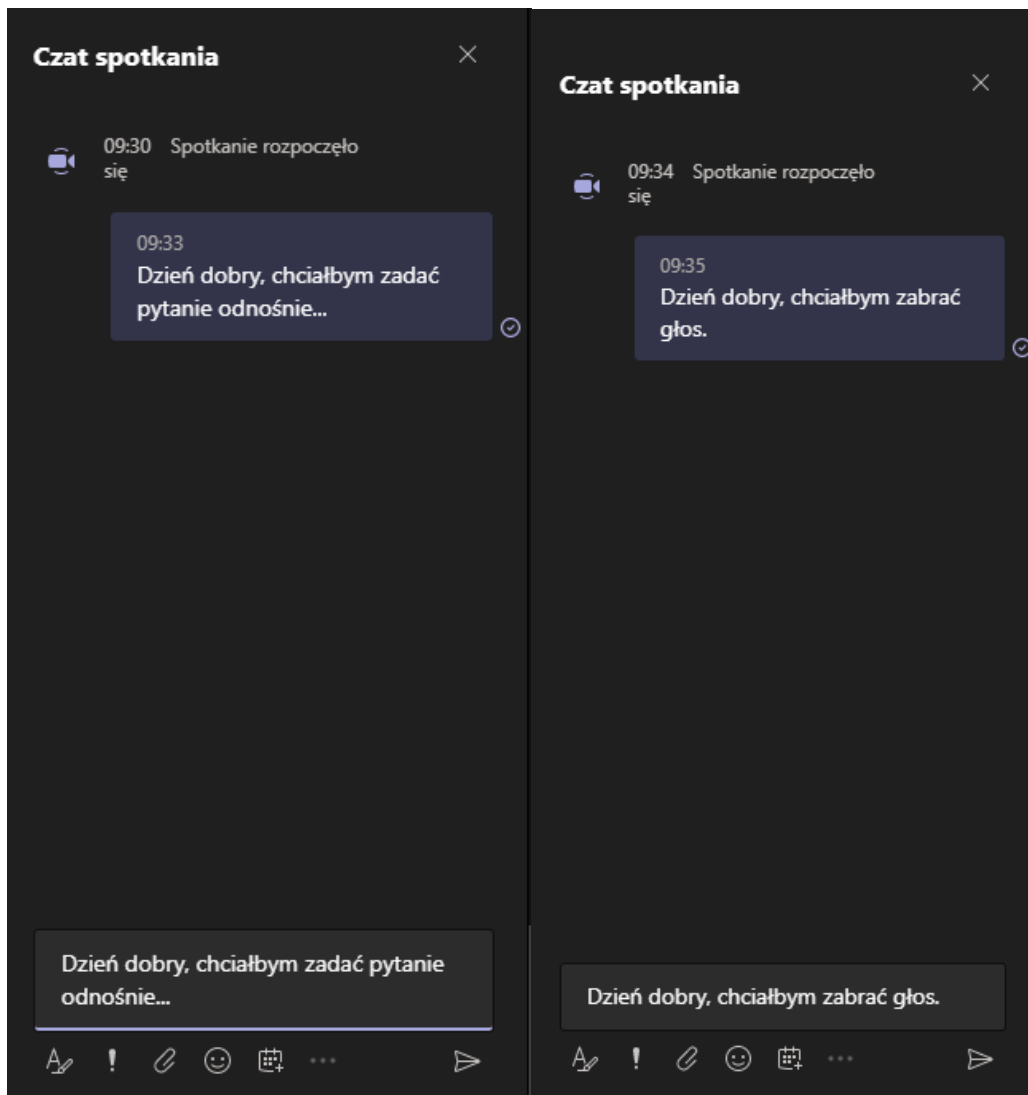 Czat spotkania
09:30 Spotkanie rozpoczęło
się
09:33
Dzień dobry, chciałbym zadać
pytanie odnośnie...
Dzień dobry, chciałbym zadać pytanie
odnośnie...
Czat spotkania
09:34 Spotkanie rozpoczęło
się
09:35
Dzień dobry, chciałbym zabrać
głos.
Dzień dobry, chciałbym zabrać głos.